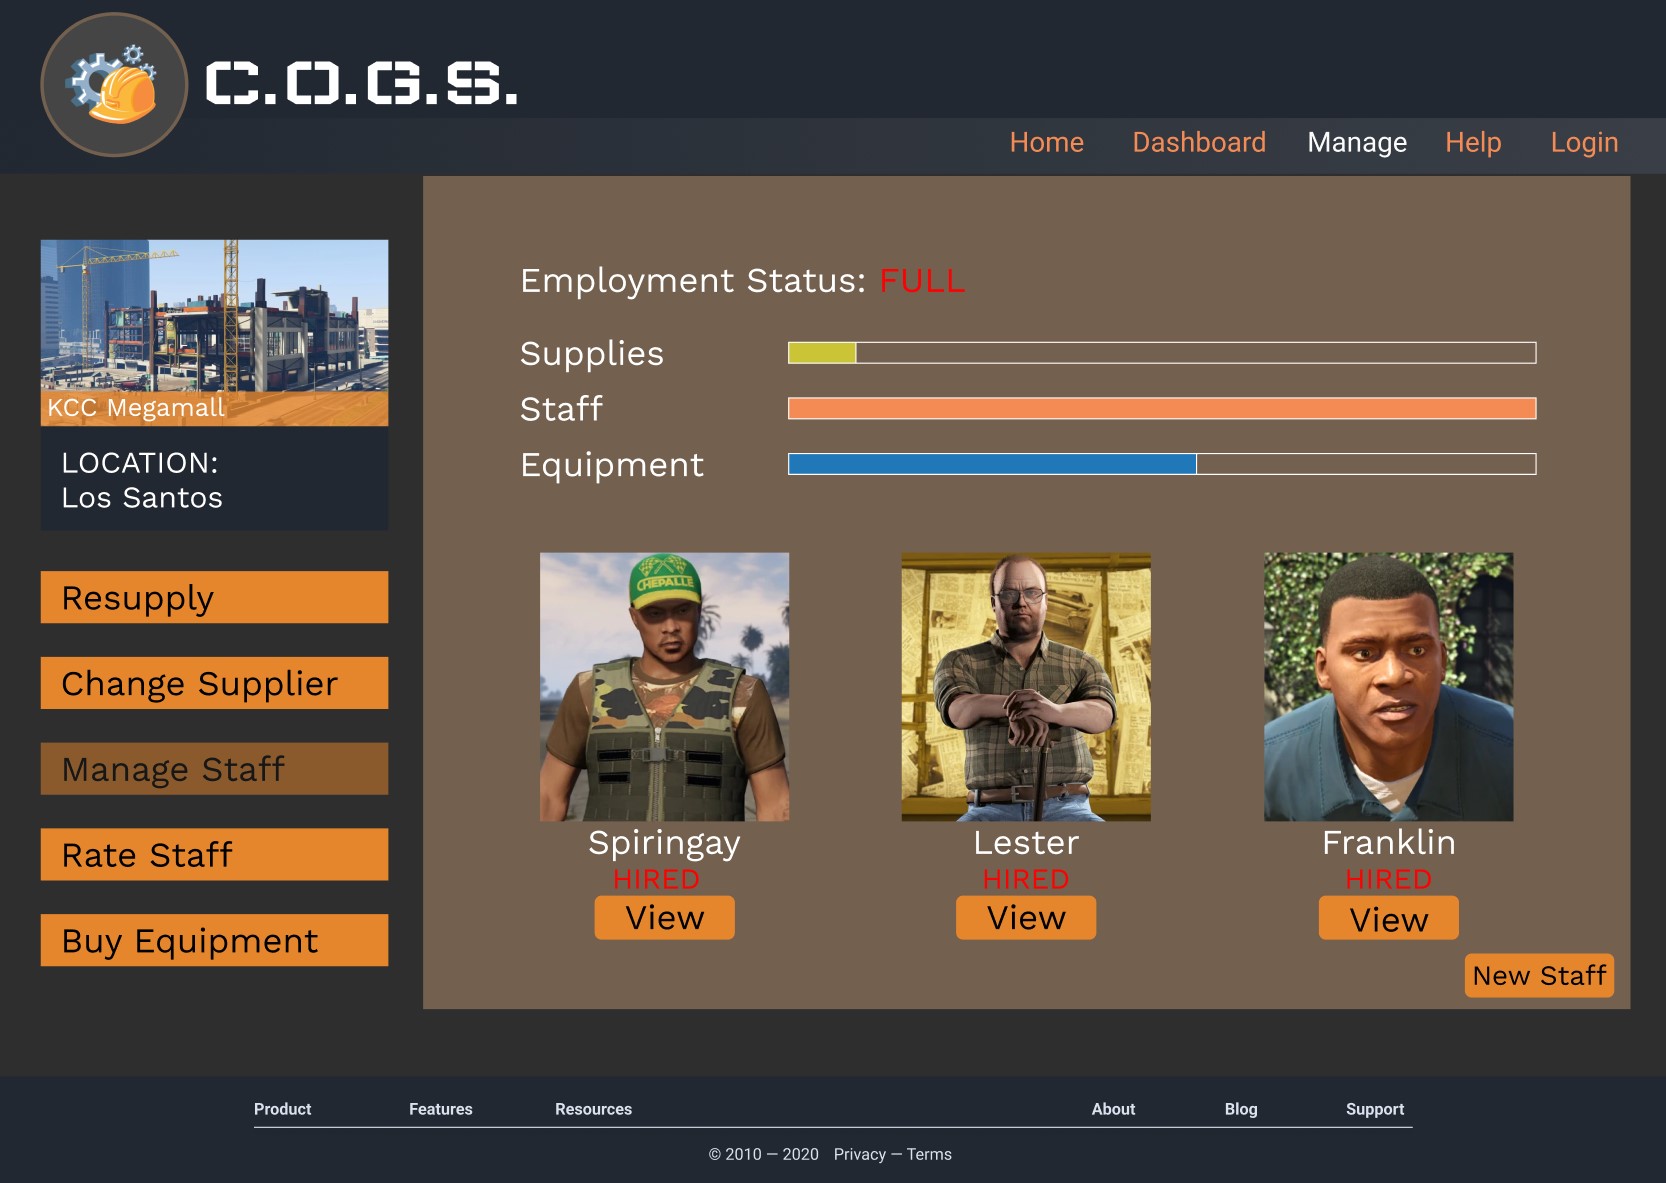 C.O.G.S.
Home Dashboard Manage Help Login
KCC Megamall
LOCATION:
Los Santos
Resupply
Change Supplier
Manage Staff
Rate Staff
Buy Equipment
Employment Status: FULL
Supplies
Staff
Equipment
CHEPALLE
Spiringay
HIRED
View
Lester
HIRED
View
Franklin
HIRED
View
New Staff
Product Features Resources About Blog Support
© 2010 — 2020 Privacy — Terms